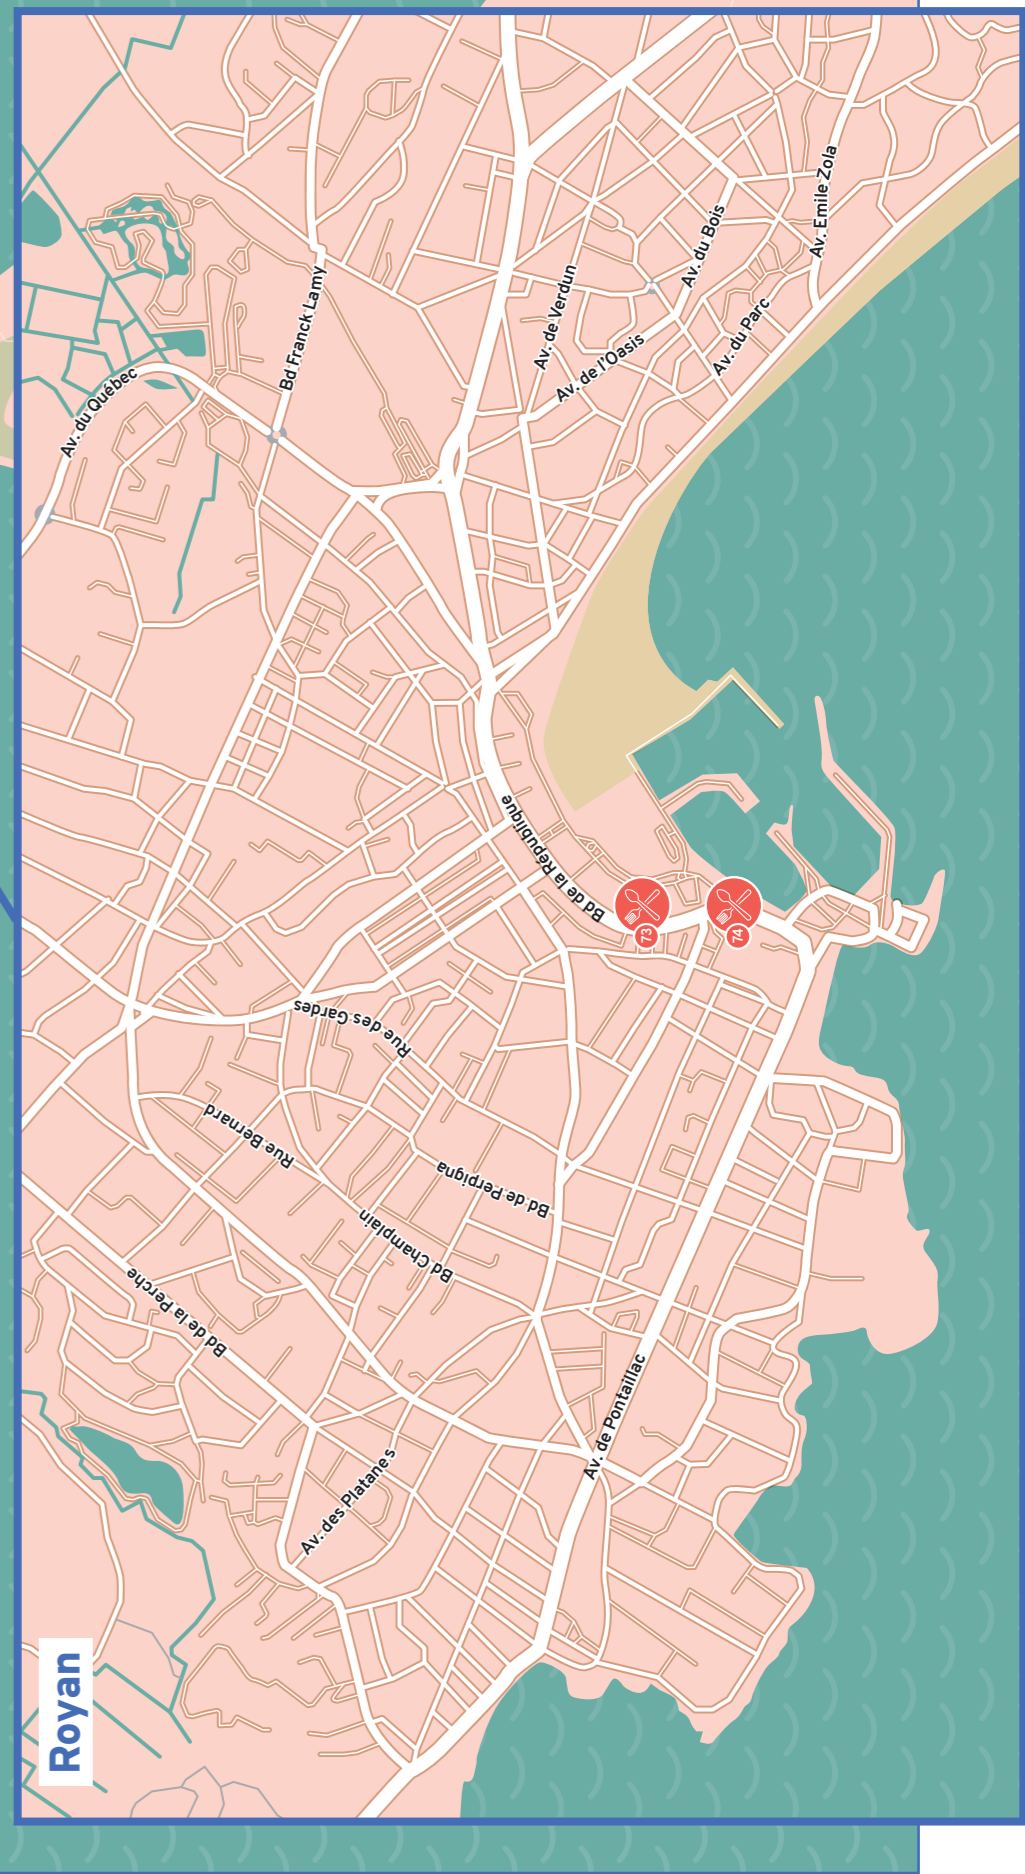 Royan
Av. du Québec
Bd Franck Lamy
Av. Emile Zola
Av. du Bois
Av. de Verdun
Av. de l'Oasis
Av. du Parc
Bd de la République
73
74
Rue des Gardes
Rue Bernard
Bd de Perpigna
Bd Champlain
Bd de la Perche
Av. de Pontaillac
Av. des Platanes